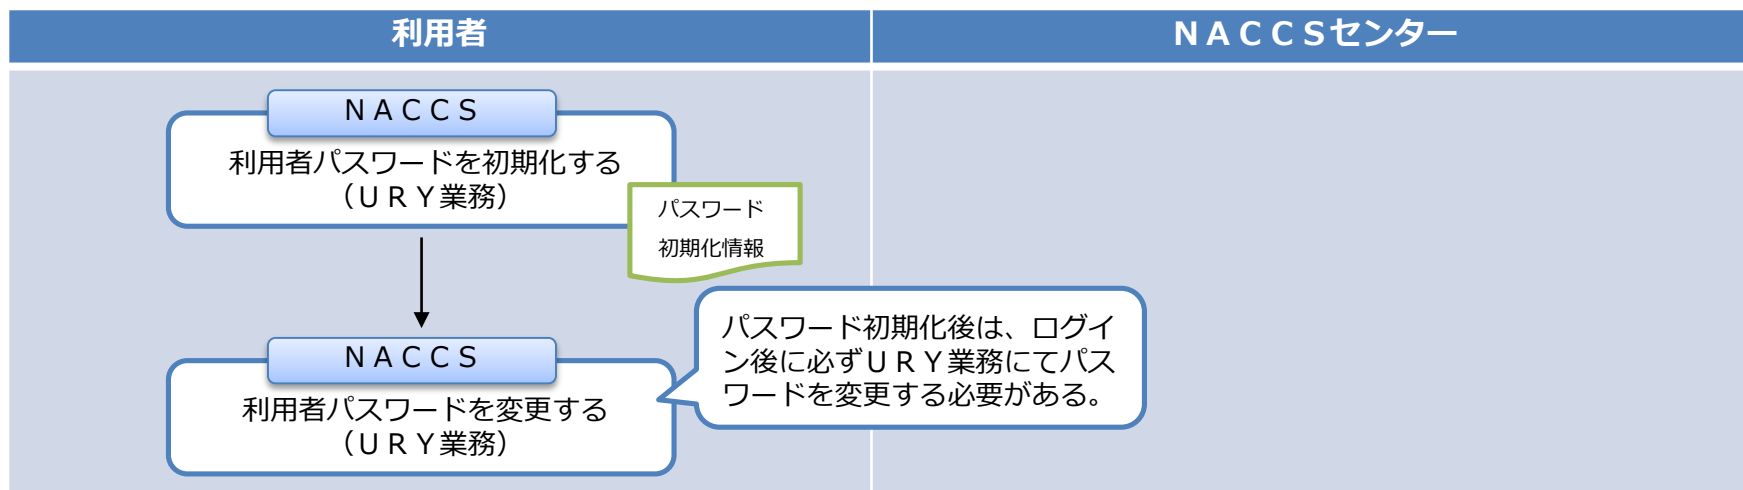 利用者
ＮＡＣＣＳセンター
ＮＡＣＣＳ
利用者パスワードを初期化する
（ＵＲＹ業務）
パスワード
初期化情報
ＮＡＣＣＳ
利用者パスワードを変更する
（ＵＲＹ業務）
パスワード初期化後は、ログイ
ン後に必ずＵＲＹ業務にてパス
ワードを変更する必要がある。